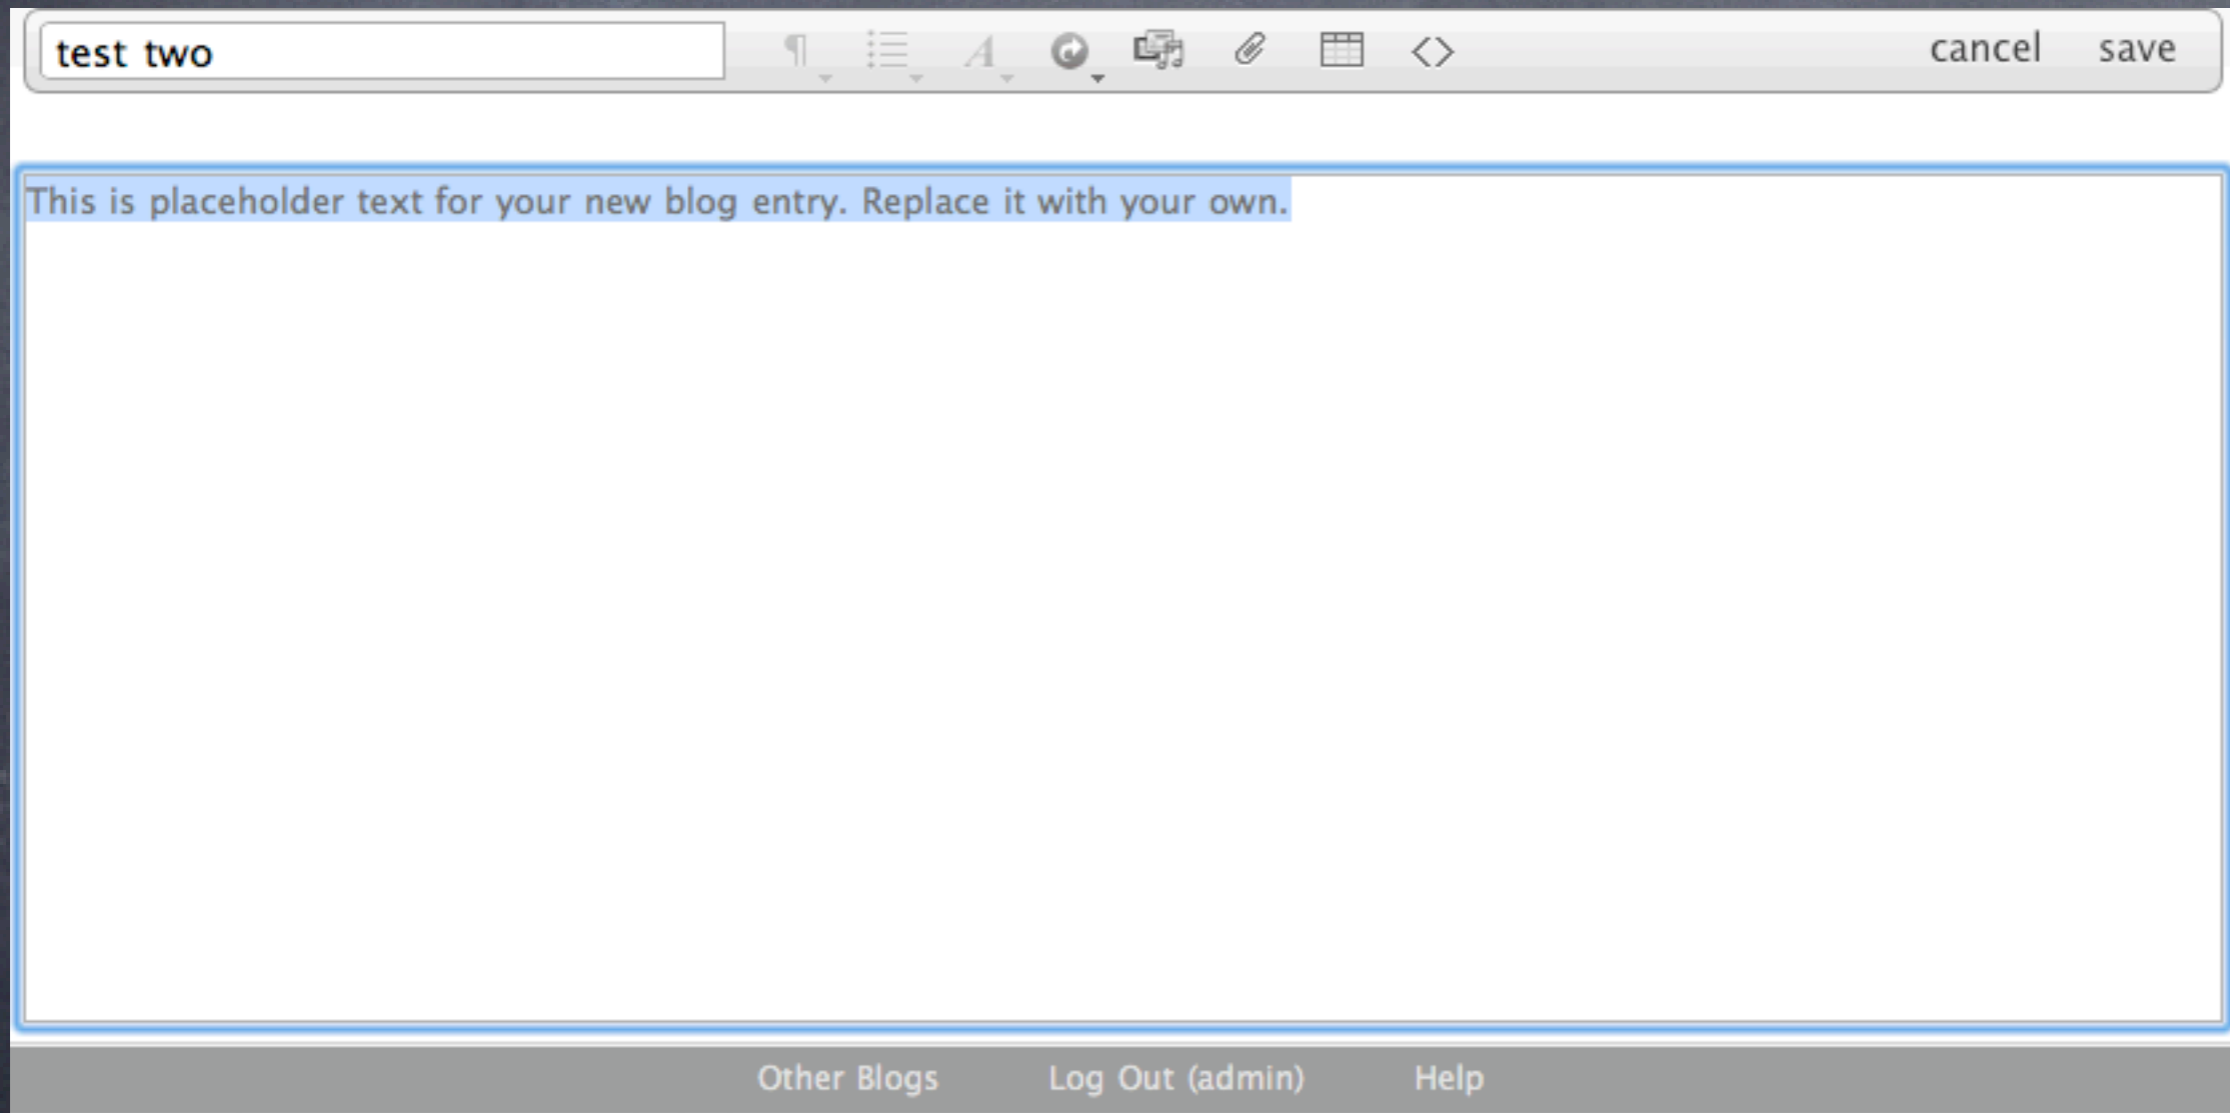 test two
cancel save
This is placeholder text for your new blog entry. Replace it with your own.
Other Blogs Log Out (admin) Help